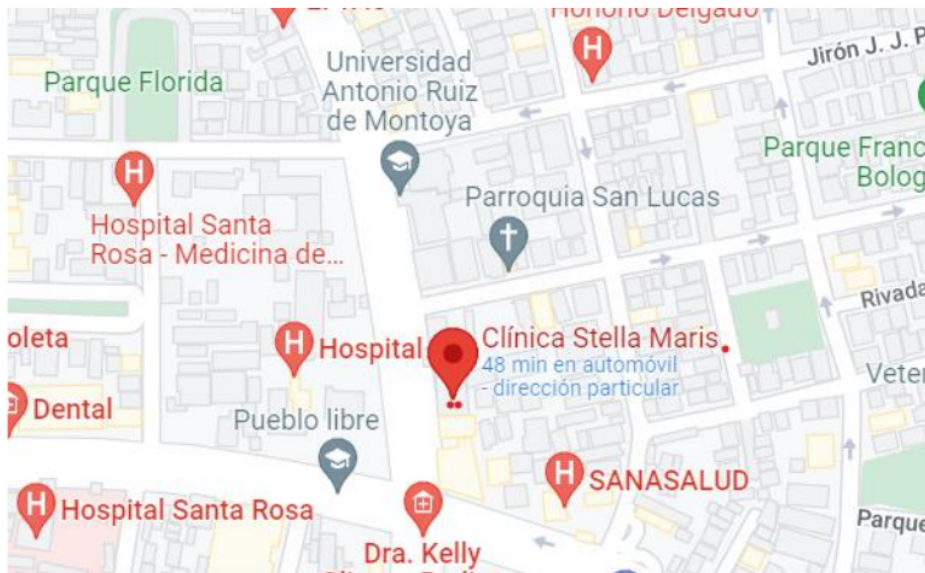 Honorio Delgado
Jirón J. J. P
Universidad
Antonio Ruiz
de Montoya
Parque Florida
Parque Franc
Bolog
Parroquia San Lucas
Hospital Santa
Rosa - Medicina de...
Rivada
oleta
Hospital
Clínica Stella Maris
48 min en automóvil
- dirección particular
Veter
Dental
Pueblo libre
SANASALUD
Hospital Santa Rosa
Parque
Dra. Kelly